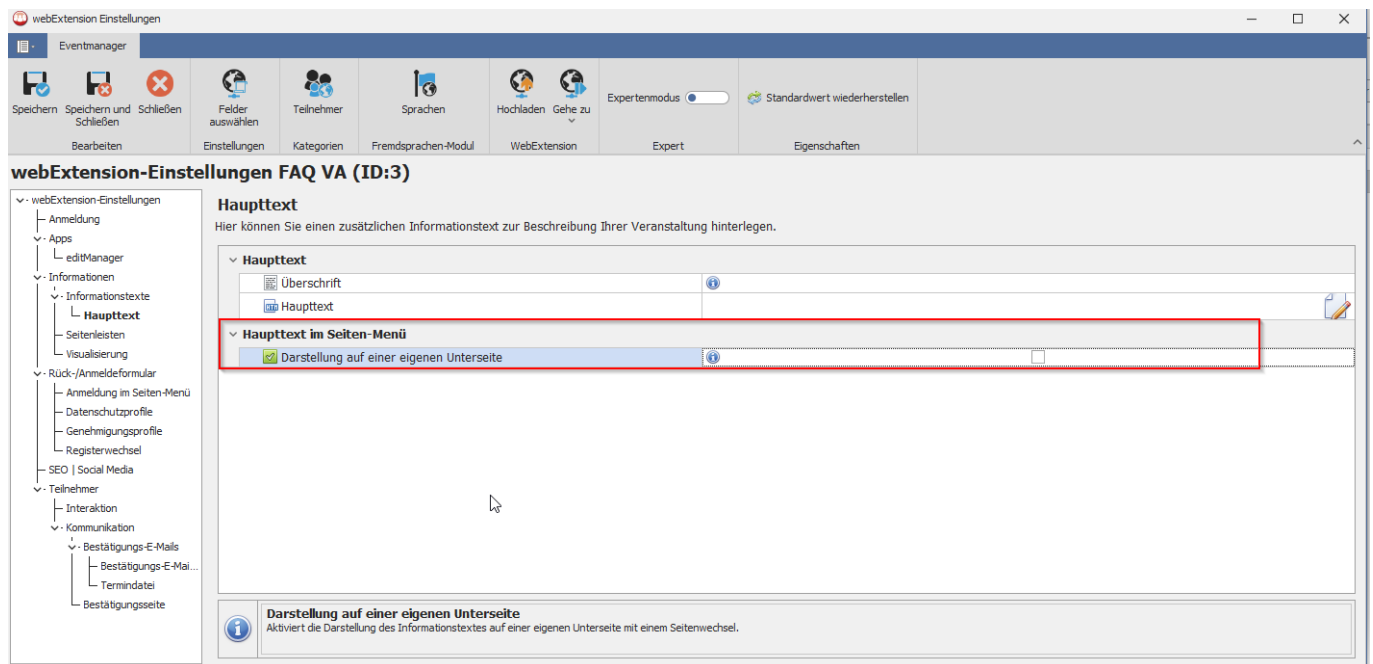 webExtension Einstellungen
Eventmanager
Speichern
Speichern und Schließen
Schließen
Felder auswählen
Teilnehmer
Sprachen
Hochladen
Gehe zu
Expertenmodus
Standardwert wiederherstellen
Bearbeiten
Einstellungen
Kategorien
Fremdsprachen-Modul
WebExtension
Expert
Eigenschaften
webExtension-Einstellungen FAQ VA (ID:3)
webExtension-Einstellungen
Anmeldung
Apps
editManager
Informationen
Informationstexte
Haupttext
Seitenleisten
Visualisierung
Rück-/Anmeldeformular
Anmeldung im Seiten-Menü
Datenschutzprofile
Genehmigungsprofile
Registerwechsel
SEO | Social Media
Teilnehmer
Interaktion
Kommunikation
Bestätigungs-E-Mails
Bestätigungs-E-Mai...
Termindatei
Bestätigungsseite
Haupttext
Hier können Sie einen zusätzlichen Informationstext zur Beschreibung Ihrer Veranstaltung hinterlegen.
Haupttext
Überschrift
Haupttext
Haupttext im Seiten-Menü
Darstellung auf einer eigenen Unterseite
Darstellung auf einer eigenen Unterseite
Aktiviert die Darstellung des Informationstextes auf einer eigenen Unterseite mit einem Seitenwechsel.